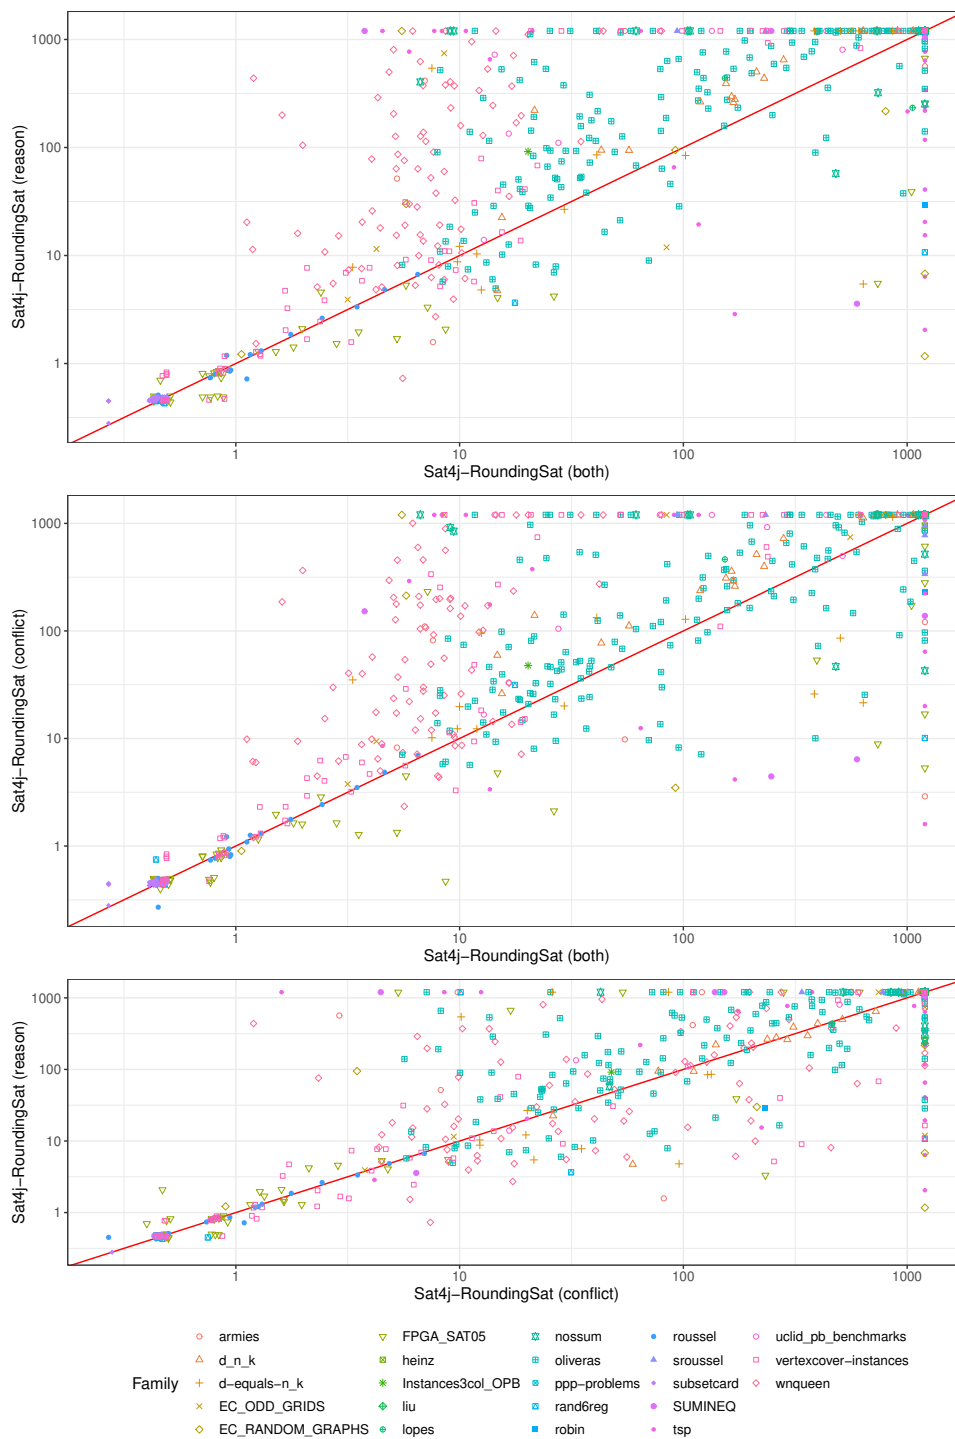 1000
100
10
1
Sat4j−RoundingSat (reason)
1 10 100 1000
Sat4j−RoundingSat (both)
1000
100
10
1
Sat4j−RoundingSat (conflict)
1 10 100 1000
Sat4j−RoundingSat (both)
1000
100
10
1
Sat4j−RoundingSat (reason)
1 10 100 1000
Sat4j−RoundingSat (conflict)
Family
armies
d_n_k
d−equals−n_k
EC_ODD_GRIDS
EC_RANDOM_GRAPHS
FPGA_SAT05
heinz
Instances3col_OPB
liu
lopes
nossum
oliveras
ppp−problems
rand6reg
robin
roussel
sroussel
subsetcard
SUMINEQ
tsp
uclid_pb_benchmarks
vertexcover−instances
wnqueen